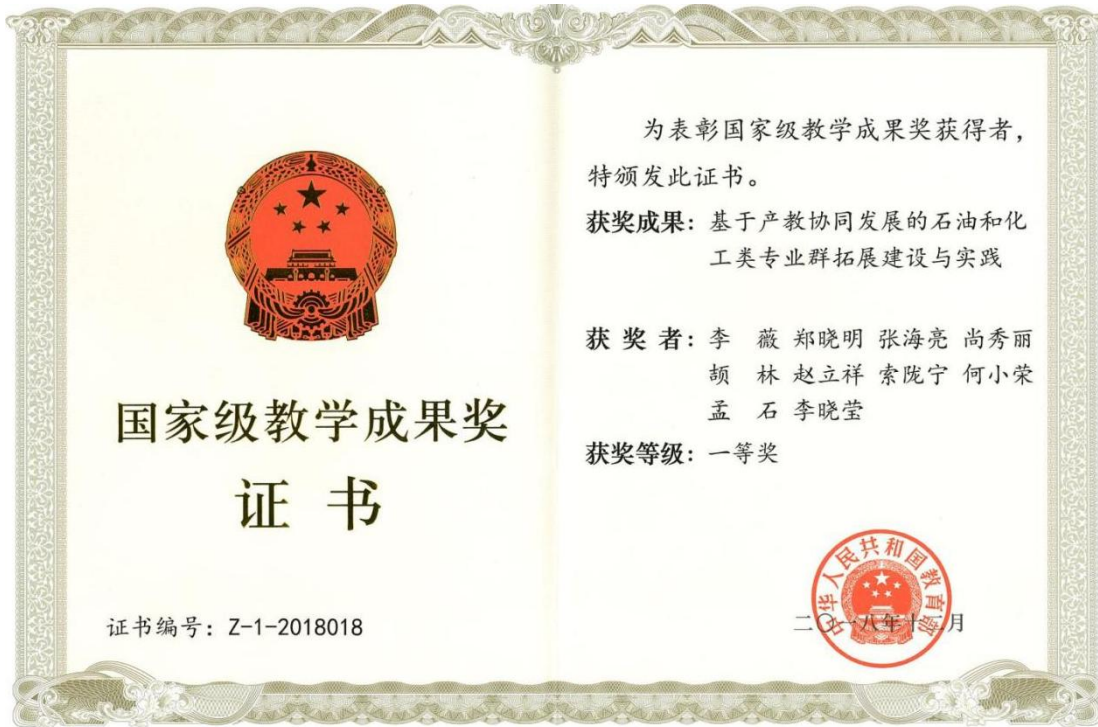 国家级教学成果奖
证 书
证书编号：Z-1-2018018
为表彰国家级教学成果奖获得者，
特颁发此证书。
获奖成果：基于产教协同发展的石油和化
工类专业群拓展建设与实践
获 奖 者：李　薇 郑晓明 张海亮 尚秀丽
颉　林 赵立祥 索陇宁 何小荣
孟　石 李晓莹
获奖等级：一等奖
中华人民共和国教育部
二〇一八年十二月